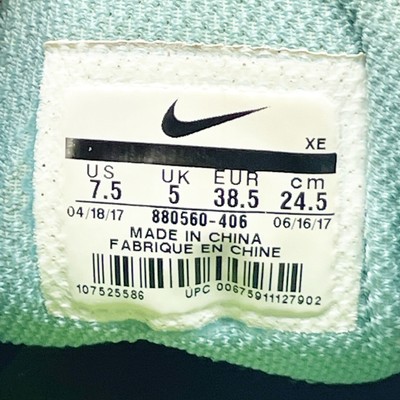 XE
US UK EUR cm
7.5 5 38.5 24.5
04/18/17 880560-406 06/16/17
MADE IN CHINA
FABRIQUE EN CHINE
107525586 UPC 00675911127902